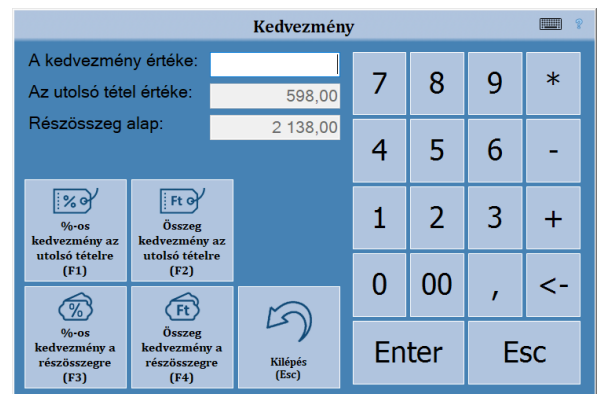 Kedvezmény
A kedvezmény értéke:
Az utolsó tétel értéke: 598,00
Részösszeg alap: 2 138,00
7 8 9 *
4 5 6 -
1 2 3 +
0 00 , <-
Enter Esc
%
%-os
kedvezmény az
utolsó tételre
(F1)
Ft
Összeg
kedvezmény az
utolsó tételre
(F2)
%
%-os
kedvezmény a
részösszegre
(F3)
Ft
Összeg
kedvezmény a
részösszegre
(F4)
Kilépés
(Esc)